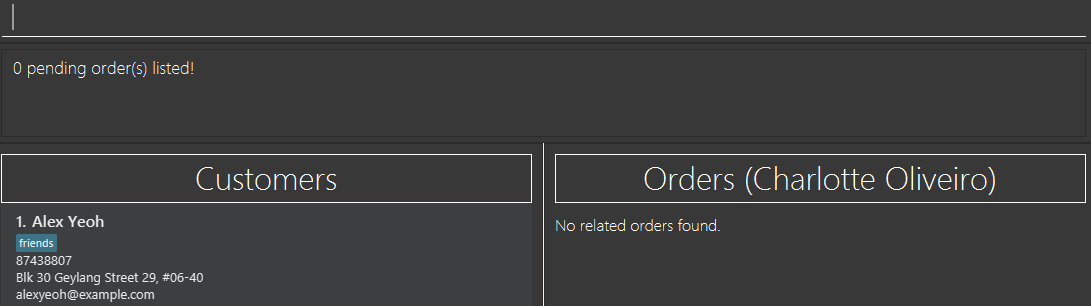 0 pending order(s) listed!
Customers
1. Alex Yeoh
friends
87438807
Blk 30 Geylang Street 29, #06-40
alexyeoh@example.com
Orders (Charlotte Oliveiro)
No related orders found.